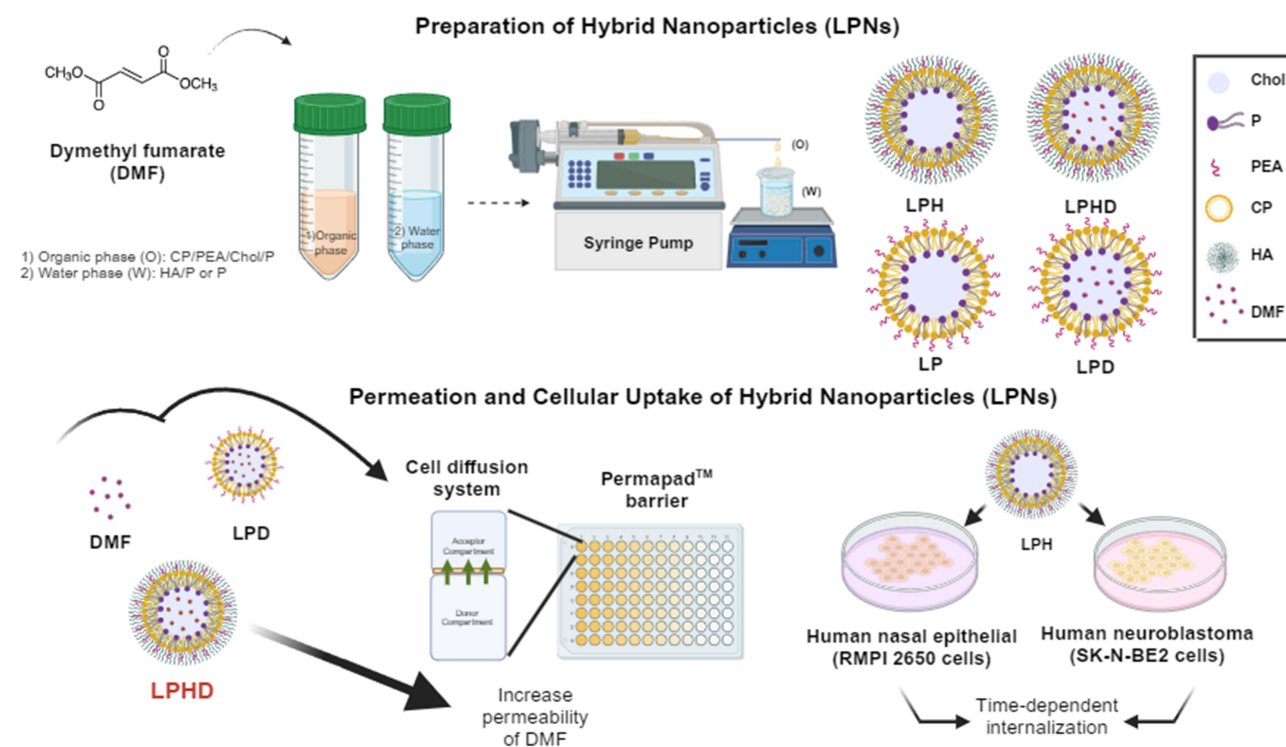 Preparation of Hybrid Nanoparticles (LPNs)
CH₃O
O
O
OCH₃
Dymethyl fumarate
(DMF)
1) Organic phase (O): CP/PEA/Chol/P
2) Water phase (W): HA/P or P
1)Organic
phase
2) Water
phase
Syringe Pump
(O)
(W)
LPH
LPHD
LP
LPD
Chol
P
PEA
CP
HA
DMF
Permeation and Cellular Uptake of Hybrid Nanoparticles (LPNs)
DMF
LPD
LPHD
Cell diffusion
system
Acceptor
Compartment
Donor
Compartment
Permapad™
barrier
Increase
permeability
of DMF
LPH
Human nasal epithelial
(RMPI 2650 cells)
Human neuroblastoma
(SK-N-BE2 cells)
Time-dependent
internalization